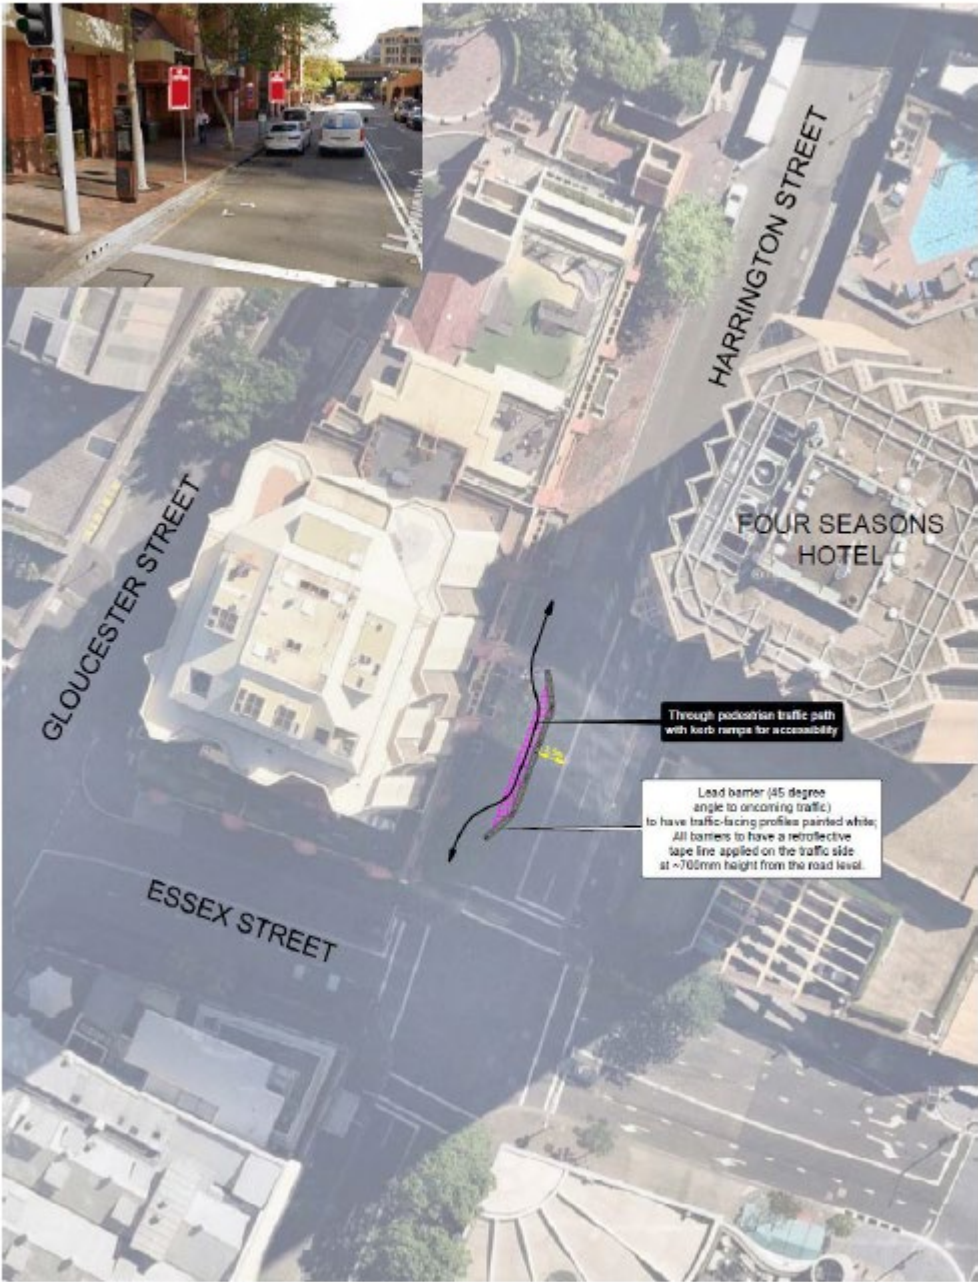 HARRINGTON STREET
GLOUCESTER STREET
FOUR SEASONS
HOTEL
Through pedestrian traffic path
with kerb ramps for accessibility
Lead barrier (45 degree
angle to oncoming traffic)
to have traffic-facing profiles painted white;
All barriers to have a retroflective
tape line applied on the traffic side
at ~700mm height from the road level.
ESSEX STREET